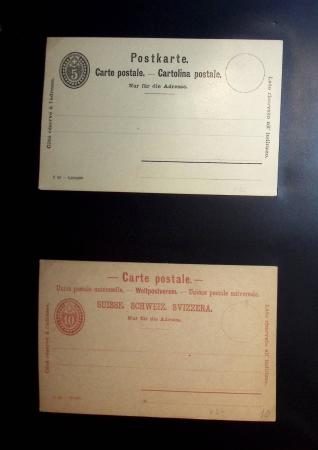 Postkarte.
Carte postale. — Cartolina postale.
Nur für die Adresse.
5
Côté réservé à l'adresse.
Lato riservato all' indirizzo.
— Carte postale. —
Union postale universelle. — Weltpostverein. — Unione postale universale.
SUISSE. SCHWEIZ. SVIZZERA.
Nur für die Adresse.
10
Côté réservé à l'adresse.
Lato riservato all' indirizzo.